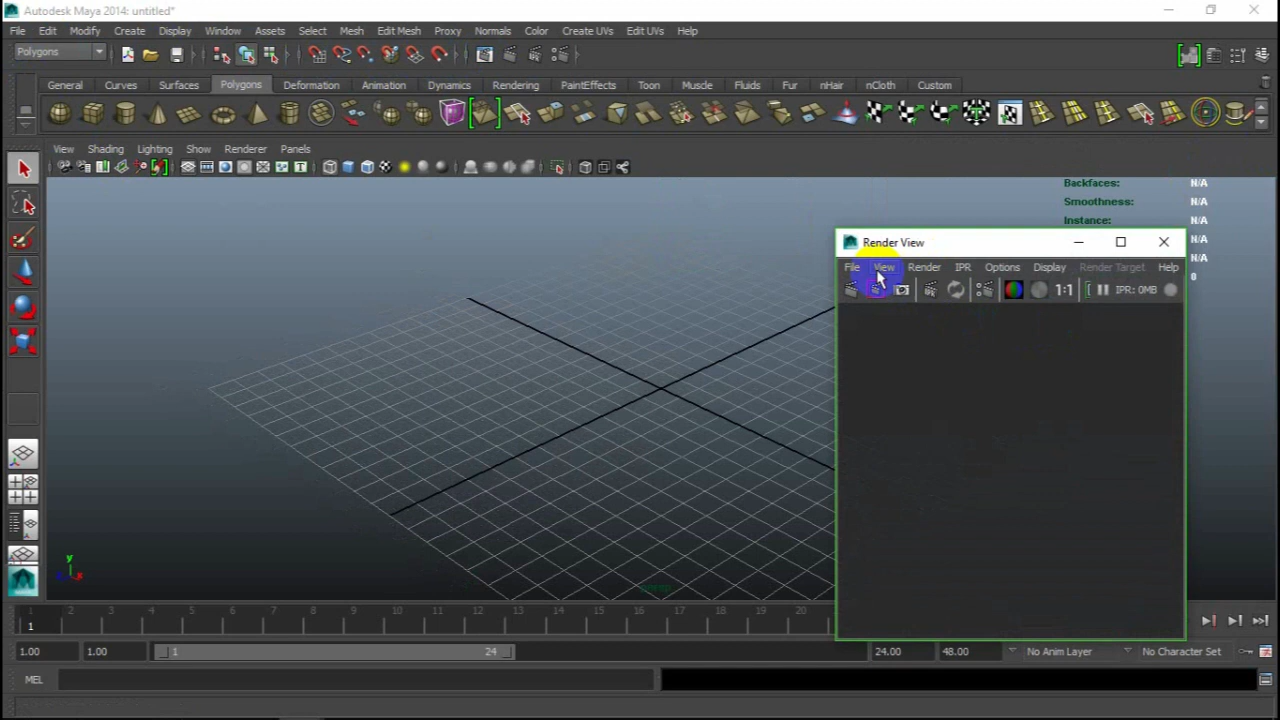 Autodesk Maya 2014: untitled*
File Edit Modify Create Display Window Assets Select Mesh Edit Mesh Proxy Normals Color Create UVs Edit UVs Help
Polygons
General Curves Surfaces Polygons Deformation Animation Dynamics Rendering PaintEffects Toon Muscle Fluids Fur nHair nCloth Custom
View Shading Lighting Show Renderer Panels
Backfaces: N/A
Smoothness: N/A
Instance: N/A
N/A
N/A
0
Render View
File View Render IPR Options Display Render Target Help
1:1 IPR: 0MB
y
x
persp
1 2 3 4 5 6 7 8 9 10 11 12 13 14 15 16 17 18 19 20
1
1.00 1.00 1 24 24.00 48.00 No Anim Layer No Character Set
MEL